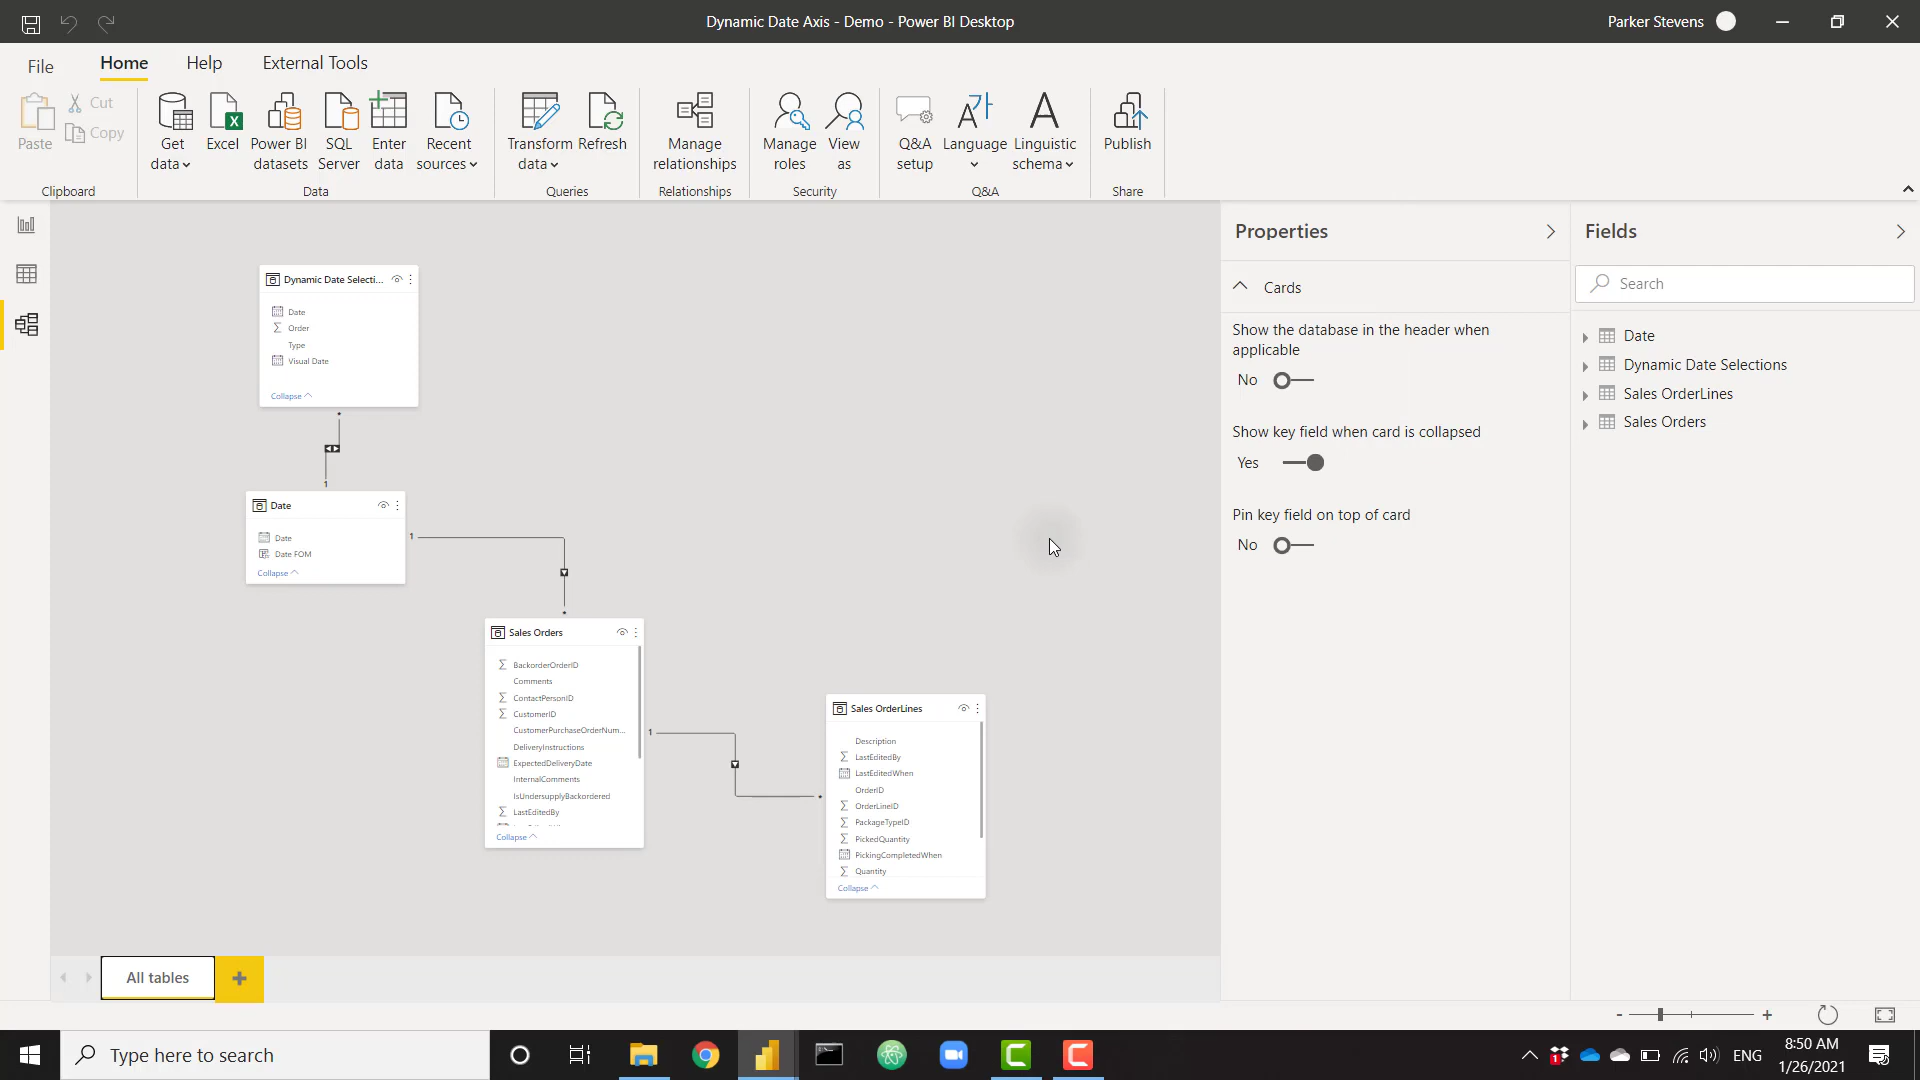 Dynamic Date Axis - Demo - Power BI Desktop
Parker Stevens
File
Home
Help
External Tools
Paste
Cut
Copy
Clipboard
Get data
Excel
Power BI datasets
SQL Server
Enter data
Recent sources
Data
Transform data
Refresh
Queries
Manage relationships
Relationships
Manage roles
View as
Security
Q&A setup
Language
Linguistic schema
Q&A
Publish
Share
Dynamic Date Selecti...
Date
Order
Type
Visual Date
Collapse
*
1
Date
Date
Date FOM
Collapse
1
*
Sales Orders
BackorderOrderID
Comments
ContactPersonID
CustomerID
CustomerPurchaseOrderNum...
DeliveryInstructions
ExpectedDeliveryDate
InternalComments
IsUndersupplyBackordered
LastEditedBy
Collapse
1
*
Sales OrderLines
Description
LastEditedBy
LastEditedWhen
OrderID
OrderLineID
PackageTypeID
PickedQuantity
PickingCompletedWhen
Quantity
Collapse
Properties
Cards
Show the database in the header when
applicable
No
Show key field when card is collapsed
Yes
Pin key field on top of card
No
Fields
Search
Date
Dynamic Date Selections
Sales OrderLines
Sales Orders
All tables
+
- +
Type here to search
1
ENG
8:50 AM
1/26/2021